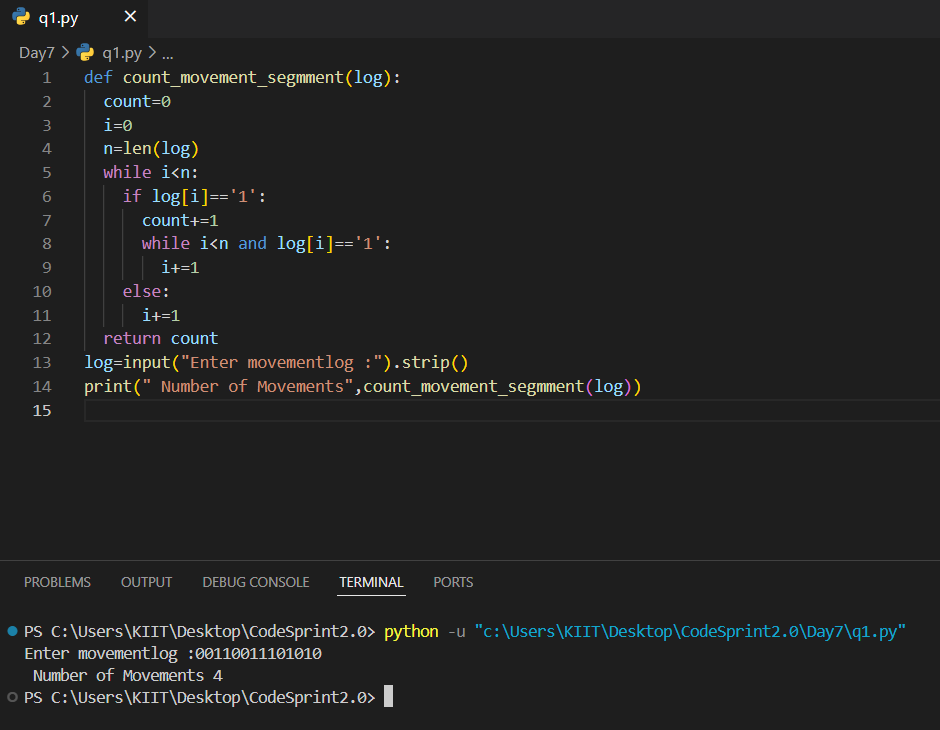 q1.py
Day7 > q1.py > ...
1 def count_movement_segmment(log):
2   count=0
3   i=0
4   n=len(log)
5   while i<n:
6     if log[i]=='1':
7       count+=1
8       while i<n and log[i]=='1':
9         i+=1
10     else:
11       i+=1
12   return count
13 log=input("Enter movementlog :").strip()
14 print(" Number of Movements",count_movement_segmment(log))
15
PROBLEMS OUTPUT DEBUG CONSOLE TERMINAL PORTS
PS C:\Users\KIIT\Desktop\CodeSprint2.0> python -u "c:\Users\KIIT\Desktop\CodeSprint2.0\Day7\q1.py"
Enter movementlog :00110011101010
 Number of Movements 4
PS C:\Users\KIIT\Desktop\CodeSprint2.0>